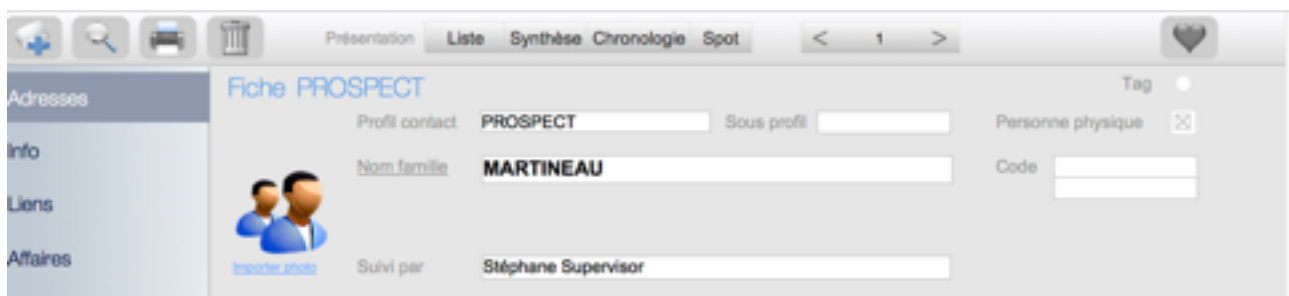 Présentation Liste Synthèse Chronologie Spot < 1 >
Adresses
Fiche PROSPECT Tag
Profil contact PROSPECT Sous profil Personne physique
Info
Nom famille MARTINEAU Code
Liens
Affaires
Importer photo Suivi par Stéphane Supervisor